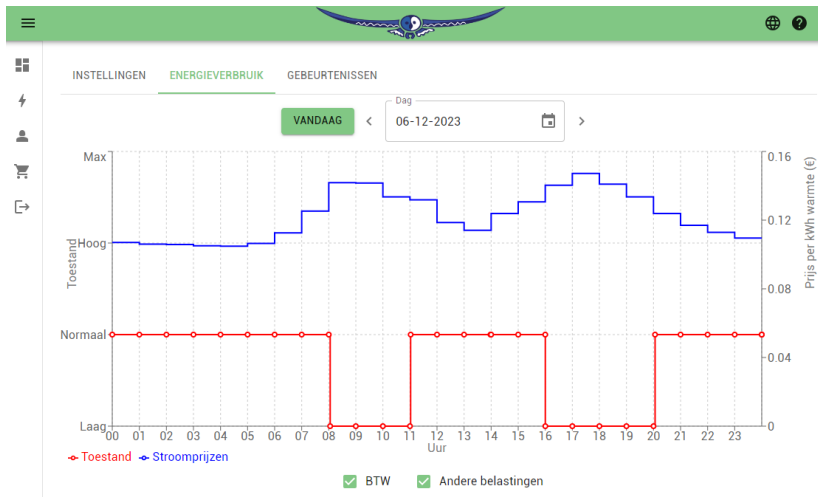 INSTELLINGEN ENERGIEVERBRUIK GEBEURTENISSEN
Dag
VANDAAG 06-12-2023
Max 0.16
Hoog 0.12
0.08
Normaal
0.04
Laag 0
Toestand
Prijs per kWh warmte (€)
00 01 02 03 04 05 06 07 08 09 10 11 12 13 14 15 16 17 18 19 20 21 22 23
Uur
Toestand Stroomprijzen
BTW Andere belastingen